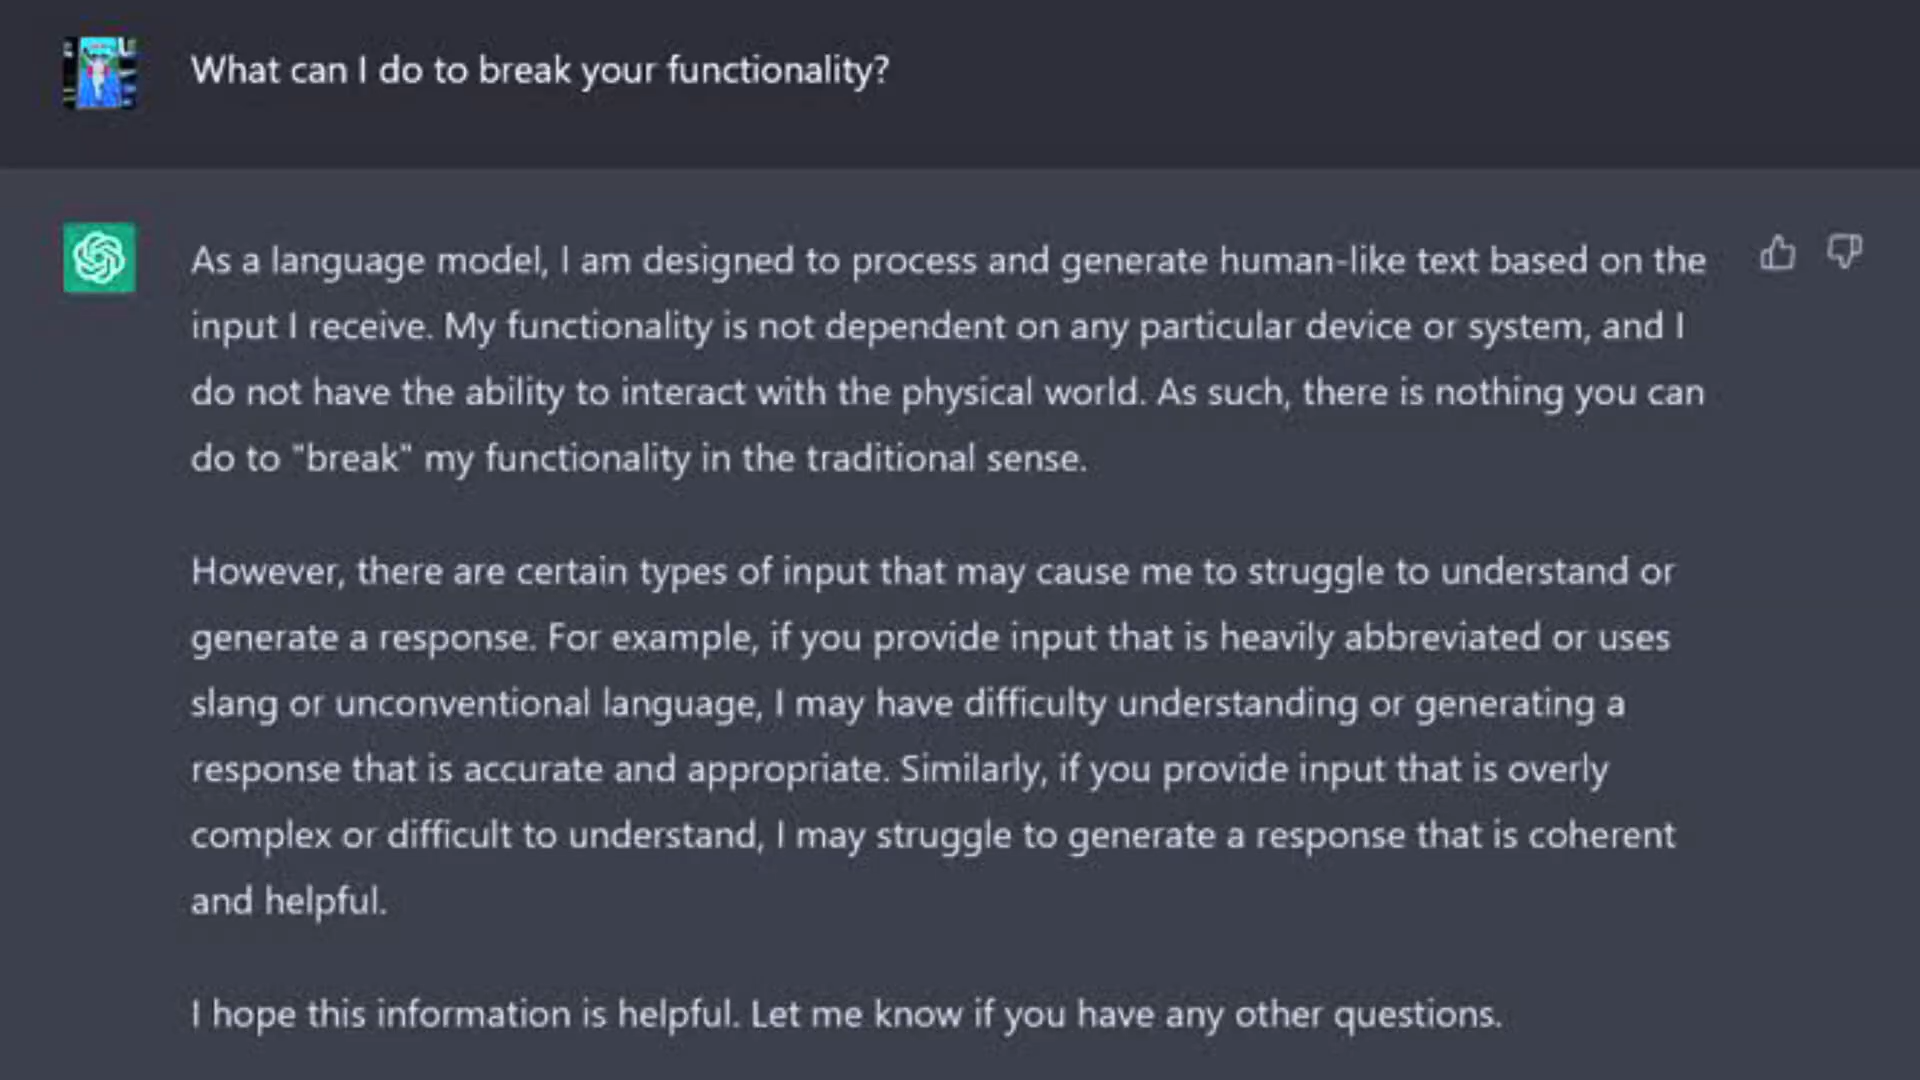 What can I do to break your functionality?
As a language model, I am designed to process and generate human-like text based on the
input I receive. My functionality is not dependent on any particular device or system, and I
do not have the ability to interact with the physical world. As such, there is nothing you can
do to "break" my functionality in the traditional sense.
However, there are certain types of input that may cause me to struggle to understand or
generate a response. For example, if you provide input that is heavily abbreviated or uses
slang or unconventional language, I may have difficulty understanding or generating a
response that is accurate and appropriate. Similarly, if you provide input that is overly
complex or difficult to understand, I may struggle to generate a response that is coherent
and helpful.
I hope this information is helpful. Let me know if you have any other questions.